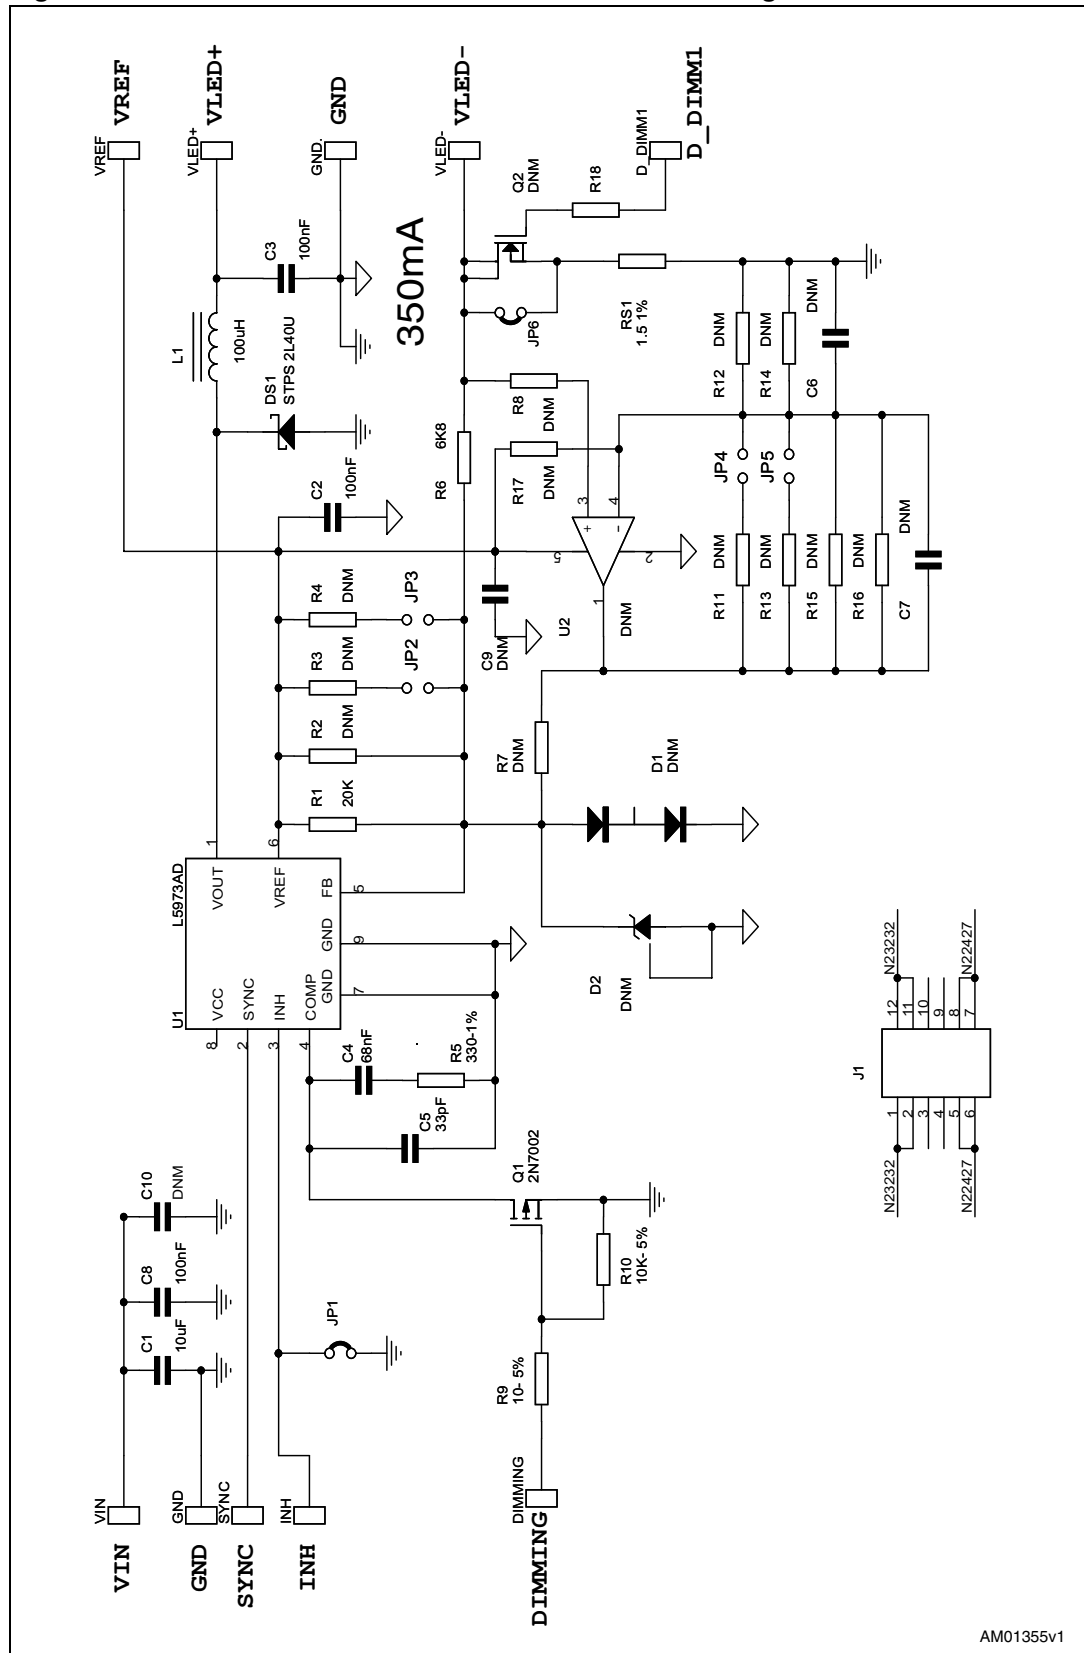 VREF
VREF
VLED+
VLED+
GND
GND.
VLED-
VLED-
D_DIMM1
D_DIMM1
350mA
L1
100uH
C3
100nF
DS1
STPS 2L40U
C2
100nF
Q2
DNM
R18
JP6
RS1
1.5 1%
R6
6K8
R8
DNM
R17
DNM
3
4
5
2
1
+
-
U2
DNM
C9
DNM
R12
DNM
R14
DNM
C6
DNM
JP4
JP5
R11
DNM
R13
DNM
R15
DNM
R16
C7
DNM
R4
DNM
JP3
R3
DNM
JP2
R2
DNM
R1
20K
R7
DNM
D1
DNM
D2
DNM
U1
L5973AD
VOUT
VREF
FB
GND
GND
VCC
SYNC
INH
COMP
1
6
5
9
7
8
2
3
4
C4
68nF
R5
330-1%
C5
33pF
Q1
2N7002
R10
10K- 5%
R9
10- 5%
JP1
C10
DNM
C8
100nF
C1
10uF
VIN
VIN
GND
GND
SYNC
SYNC
INH
INH
DIMMING
DIMMING
J1
N23232
N22427
N23232
N22427
1
2
3
4
5
6
12
11
10
9
8
7
AM01355v1